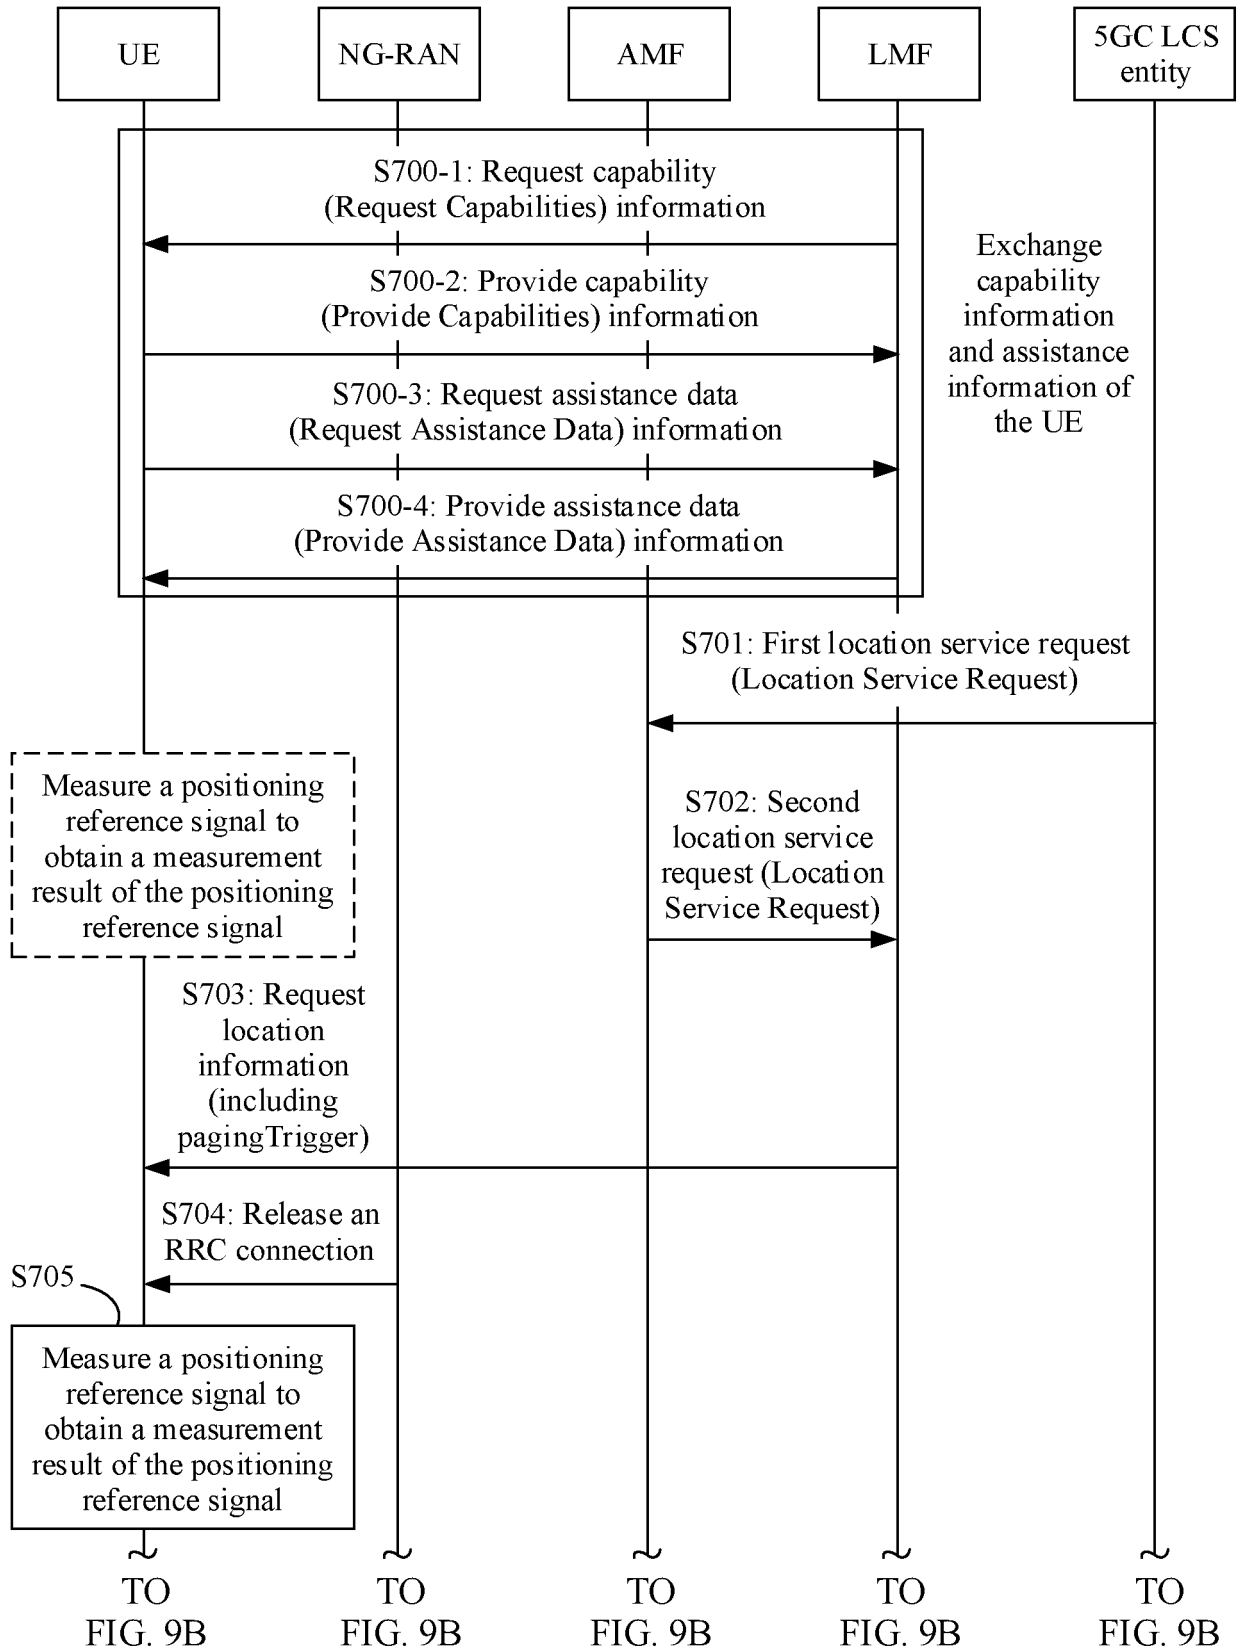 UE
NG-RAN
AMF
LMF
5GC LCS
entity
S700-1: Request capability
(Request Capabilities) information
S700-2: Provide capability
(Provide Capabilities) information
S700-3: Request assistance data
(Request Assistance Data) information
S700-4: Provide assistance data
(Provide Assistance Data) information
Exchange
capability
information
and assistance
information of
the UE
S701: First location service request
(Location Service Request)
Measure a positioning
reference signal to
obtain a measurement
result of the positioning
reference signal
S702: Second
location service
request (Location
Service Request)
S703: Request
location
information
(including
pagingTrigger)
S704: Release an
RRC connection
S705
Measure a positioning
reference signal to
obtain a measurement
result of the positioning
reference signal
TO
FIG. 9B
TO
FIG. 9B
TO
FIG. 9B
TO
FIG. 9B
TO
FIG. 9B